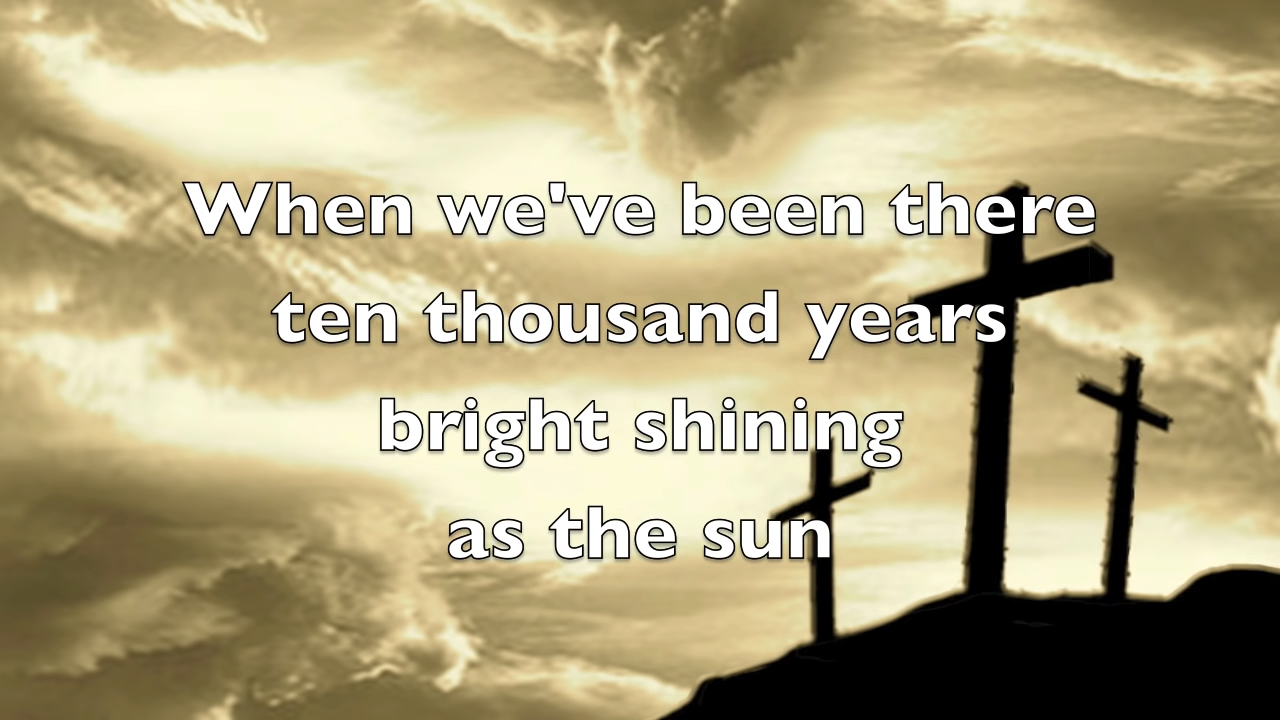 When we've been there
ten thousand years
bright shining
as the sun